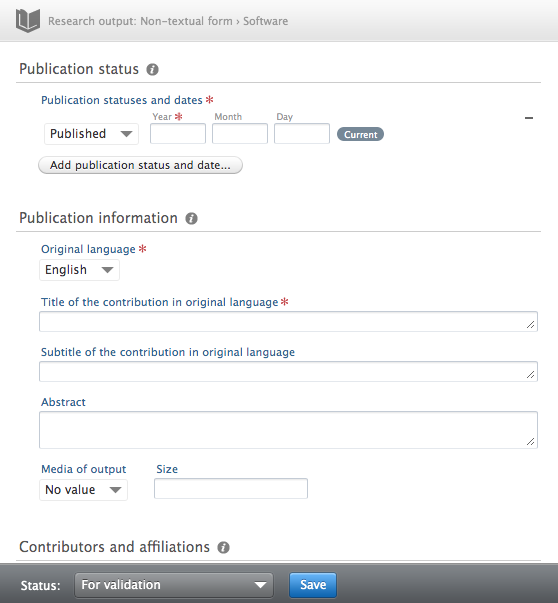 Research output: Non-textual form › Software
Publication status
Publication statuses and dates *
Year * Month Day
Published Current
Add publication status and date...
Publication information
Original language *
English
Title of the contribution in original language *
Subtitle of the contribution in original language
Abstract
Media of output Size
No value
Contributors and affiliations
Status: For validation Save